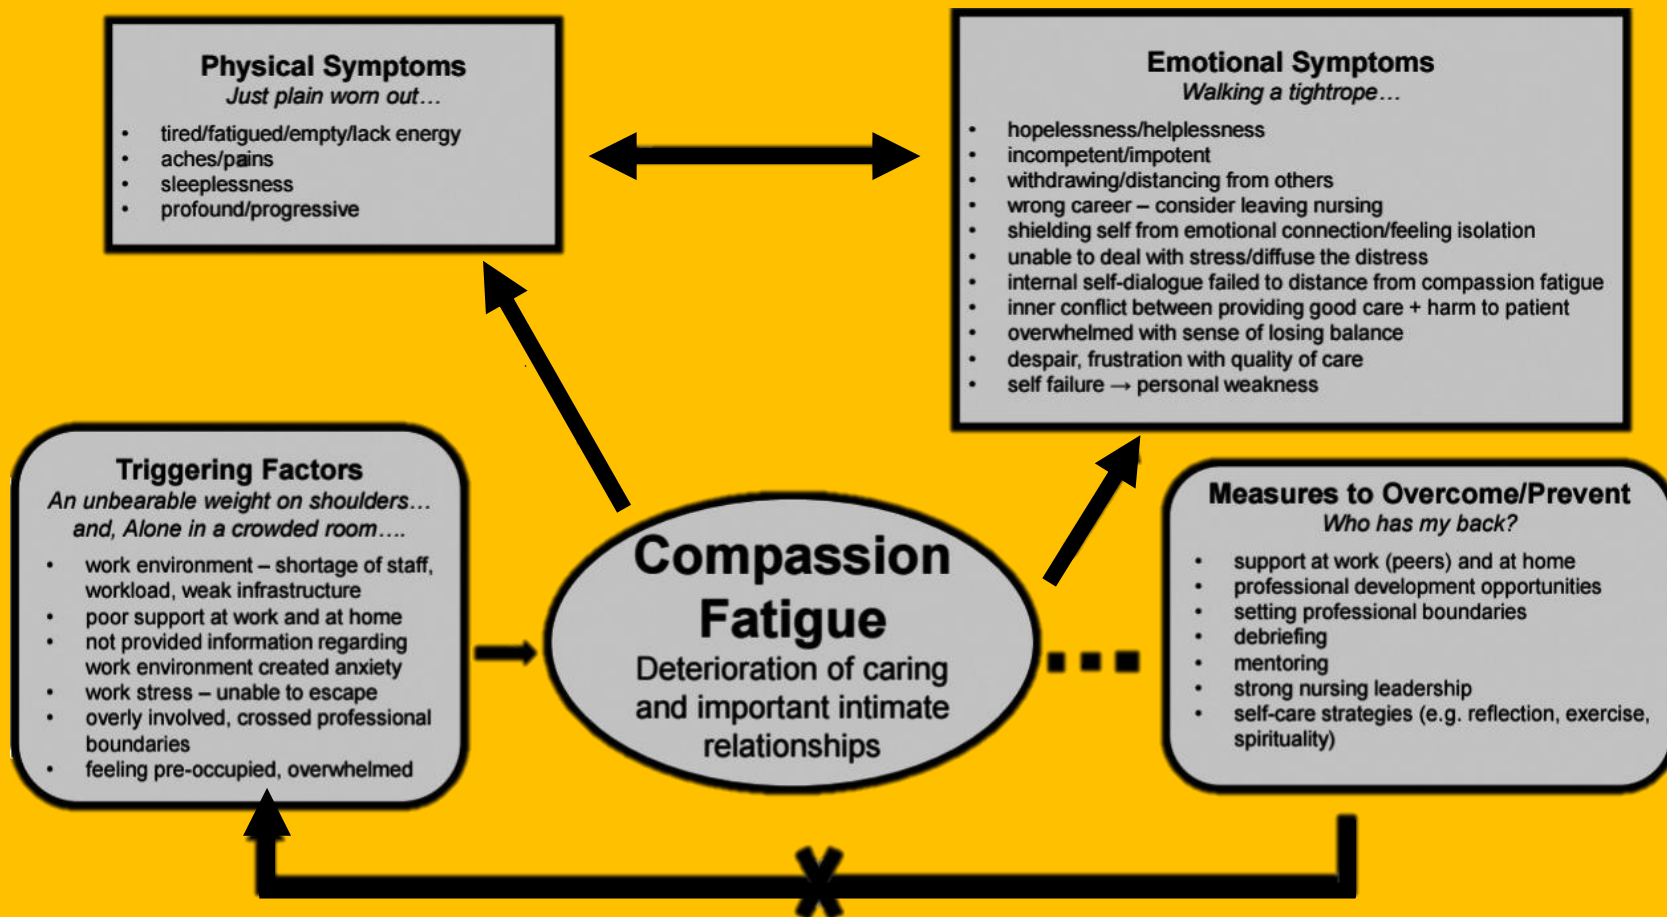 Physical Symptoms
Just plain worn out…
• tired/fatigued/empty/lack energy
• aches/pains
• sleeplessness
• profound/progressive
Emotional Symptoms
Walking a tightrope…
• hopelessness/helplessness
• incompetent/impotent
• withdrawing/distancing from others
• wrong career – consider leaving nursing
• shielding self from emotional connection/feeling isolation
• unable to deal with stress/diffuse the distress
• internal self-dialogue failed to distance from compassion fatigue
• inner conflict between providing good care + harm to patient
• overwhelmed with sense of losing balance
• despair, frustration with quality of care
• self failure → personal weakness
Triggering Factors
An unbearable weight on shoulders…
and, Alone in a crowded room….
• work environment – shortage of staff,
workload, weak infrastructure
• poor support at work and at home
• not provided information regarding
work environment created anxiety
• work stress – unable to escape
• overly involved, crossed professional
boundaries
• feeling pre-occupied, overwhelmed
Compassion
Fatigue
Deterioration of caring
and important intimate
relationships
Measures to Overcome/Prevent
Who has my back?
• support at work (peers) and at home
• professional development opportunities
• setting professional boundaries
• debriefing
• mentoring
• strong nursing leadership
• self-care strategies (e.g. reflection, exercise,
spirituality)